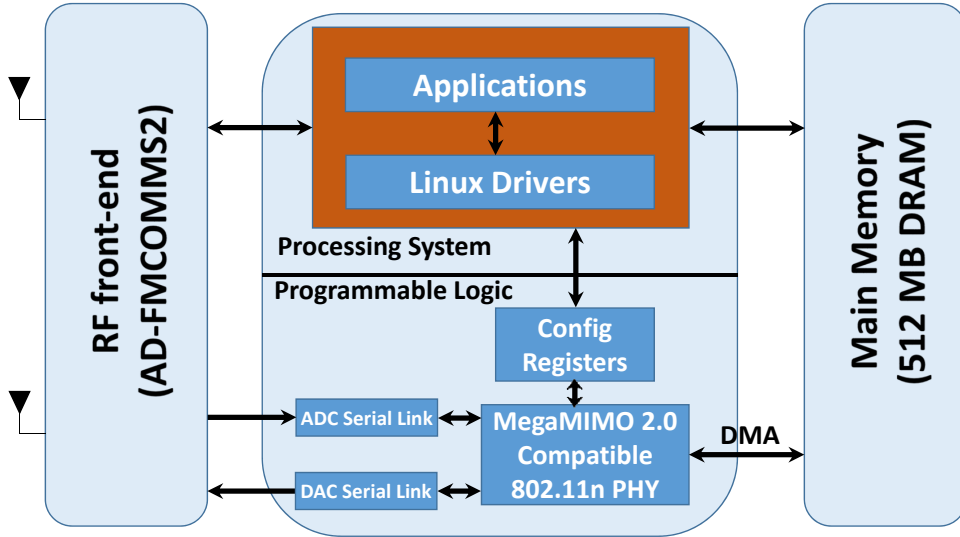 RF front-end
(AD-FMCOMMS2)
Applications
Linux Drivers
Processing System
Programmable Logic
Config
Registers
ADC Serial Link
DAC Serial Link
MegaMIMO 2.0
Compatible
802.11n PHY
DMA
Main Memory
(512 MB DRAM)